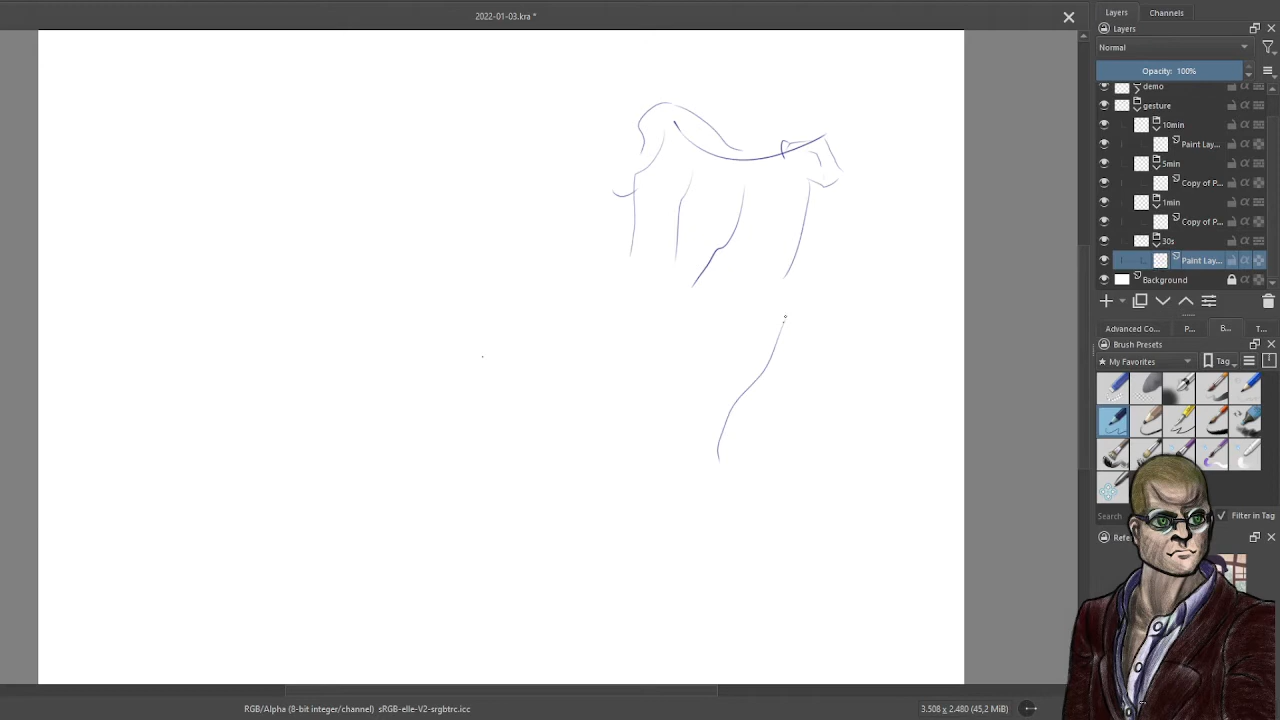 2022-01-03.kra *
Layers Channels
Layers
Normal
Opacity: 100%
demo
gesture
10min
Paint Lay...
5min
Copy of P...
1min
Copy of P...
30s
Paint Lay...
Background
Advanced Co... P... B... T...
Brush Presets
My Favorites Tag
Search Filter in Tag
Refe
RGB/Alpha (8-bit integer/channel) sRGB-elle-V2-srgbtrc.icc 3.508 x 2.480 (45,2 MiB)